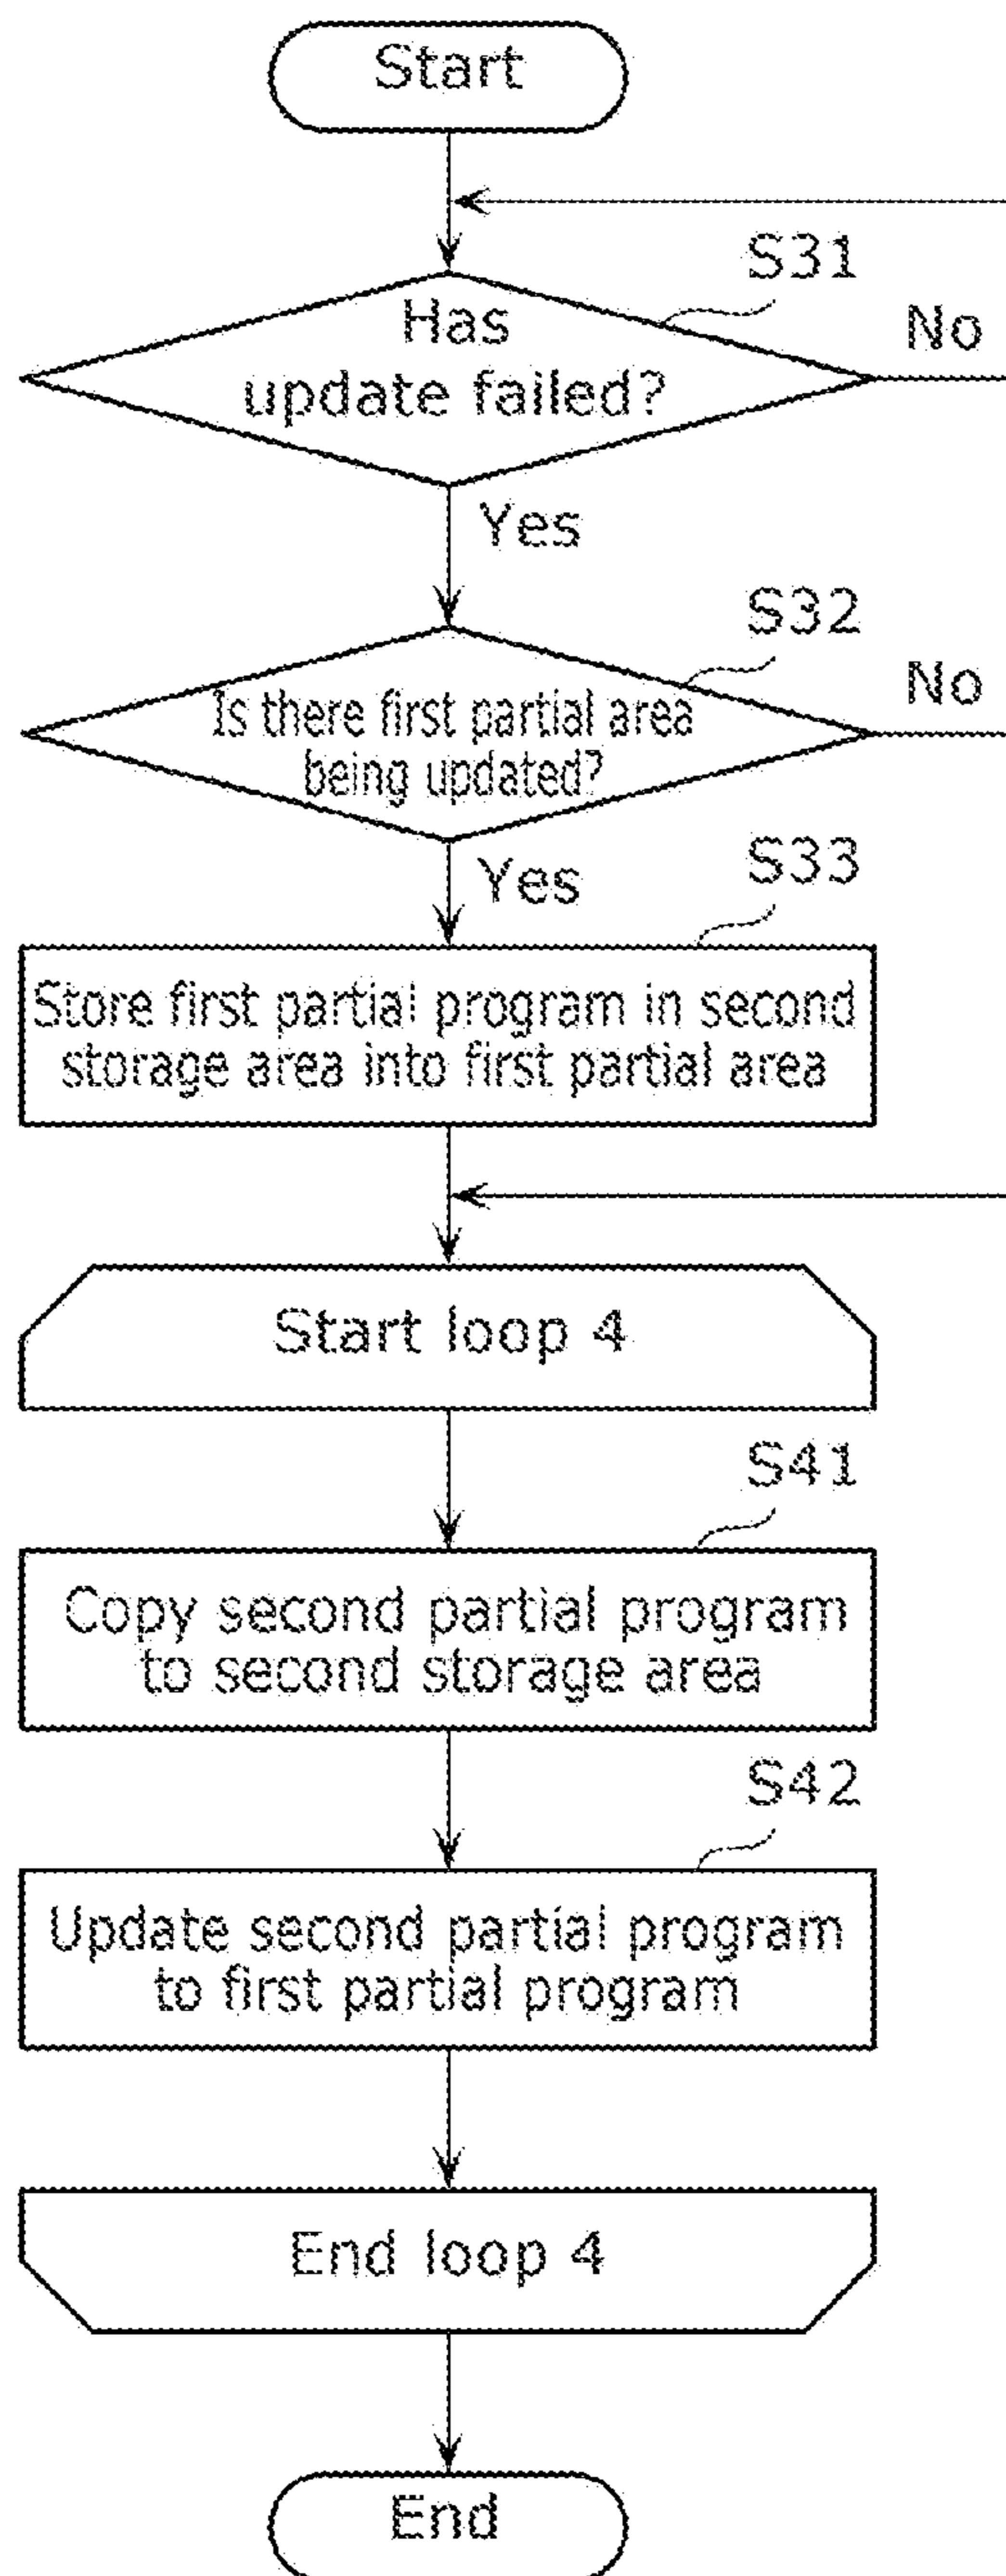 Start
S31
Has
update failed?
No
Yes
S32
Is there first partial area
being updated?
No
Yes
S33
Store first partial program in second
storage area into first partial area
Start loop 4
S41
Copy second partial program
to second storage area
S42
Update second partial program
to first partial program
End loop 4
End